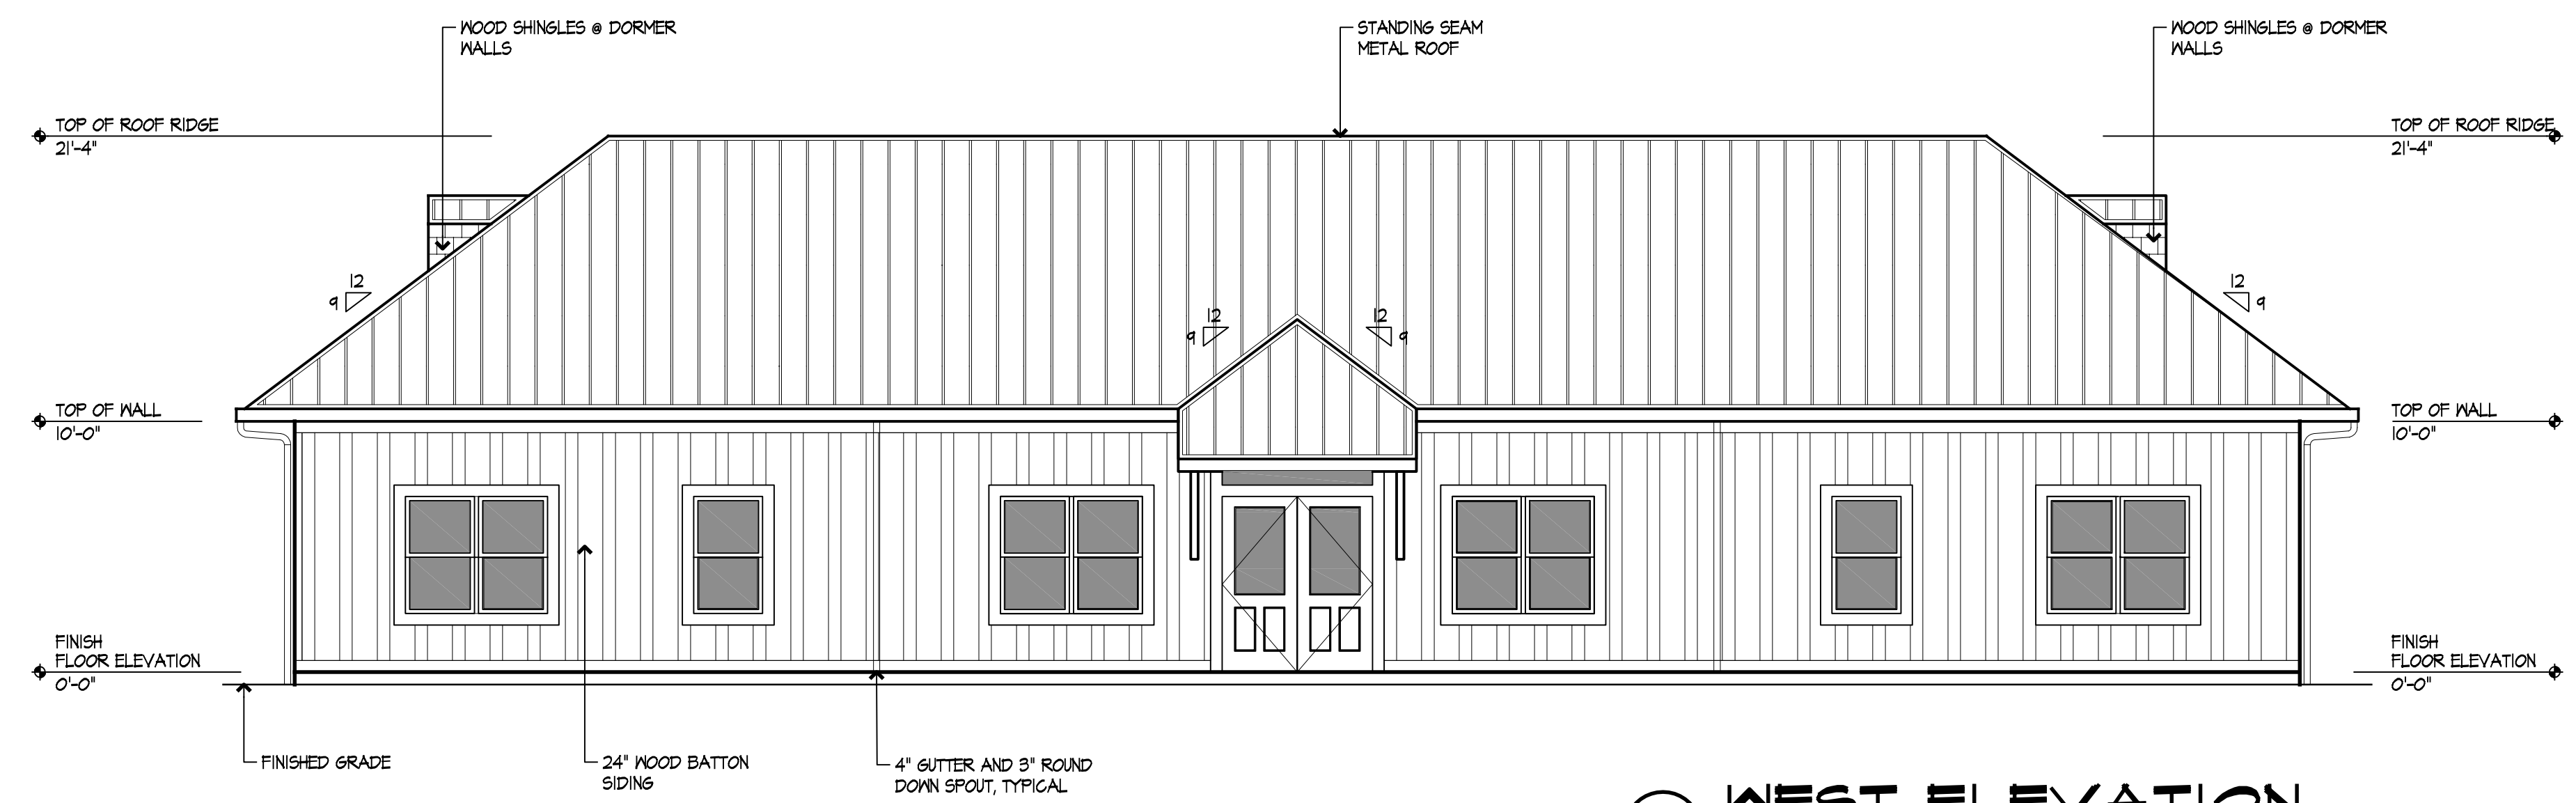 WOOD SHINGLES @ DORMER
WALLS
STANDING SEAM
METAL ROOF
WOOD SHINGLES @ DORMER
WALLS
TOP OF ROOF RIDGE
21'-4"
TOP OF ROOF RIDGE
21'-4"
12
9
12
9
12
9
12
9
TOP OF WALL
10'-0"
TOP OF WALL
10'-0"
FINISH
FLOOR ELEVATION
0'-0"
FINISH
FLOOR ELEVATION
0'-0"
FINISHED GRADE
24" WOOD BATTON
SIDING
4" GUTTER AND 3" ROUND
DOWN SPOUT, TYPICAL
WEST ELEVATION